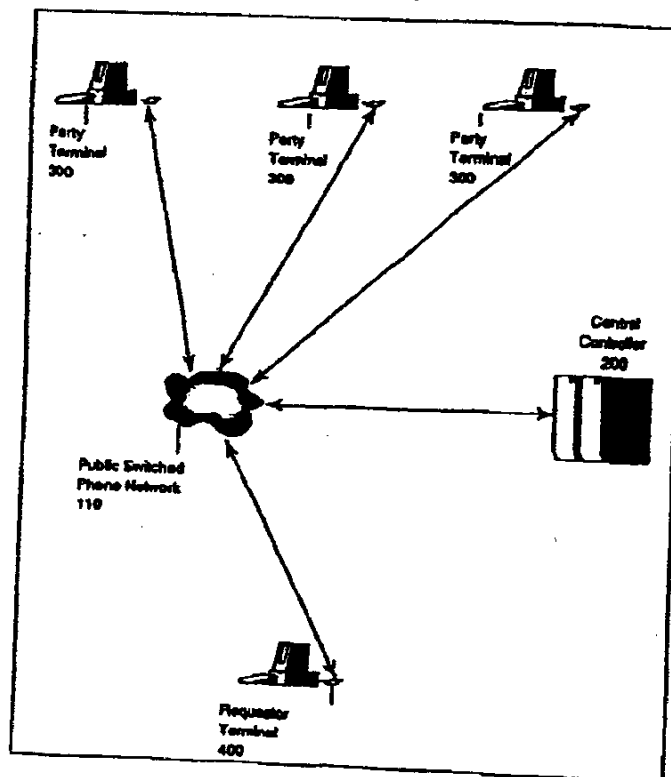 Party
Terminal
300
Party
Terminal
300
Party
Terminal
300
Central
Controller
200
Public Switched
Phone Network
110
Requestor
Terminal
400